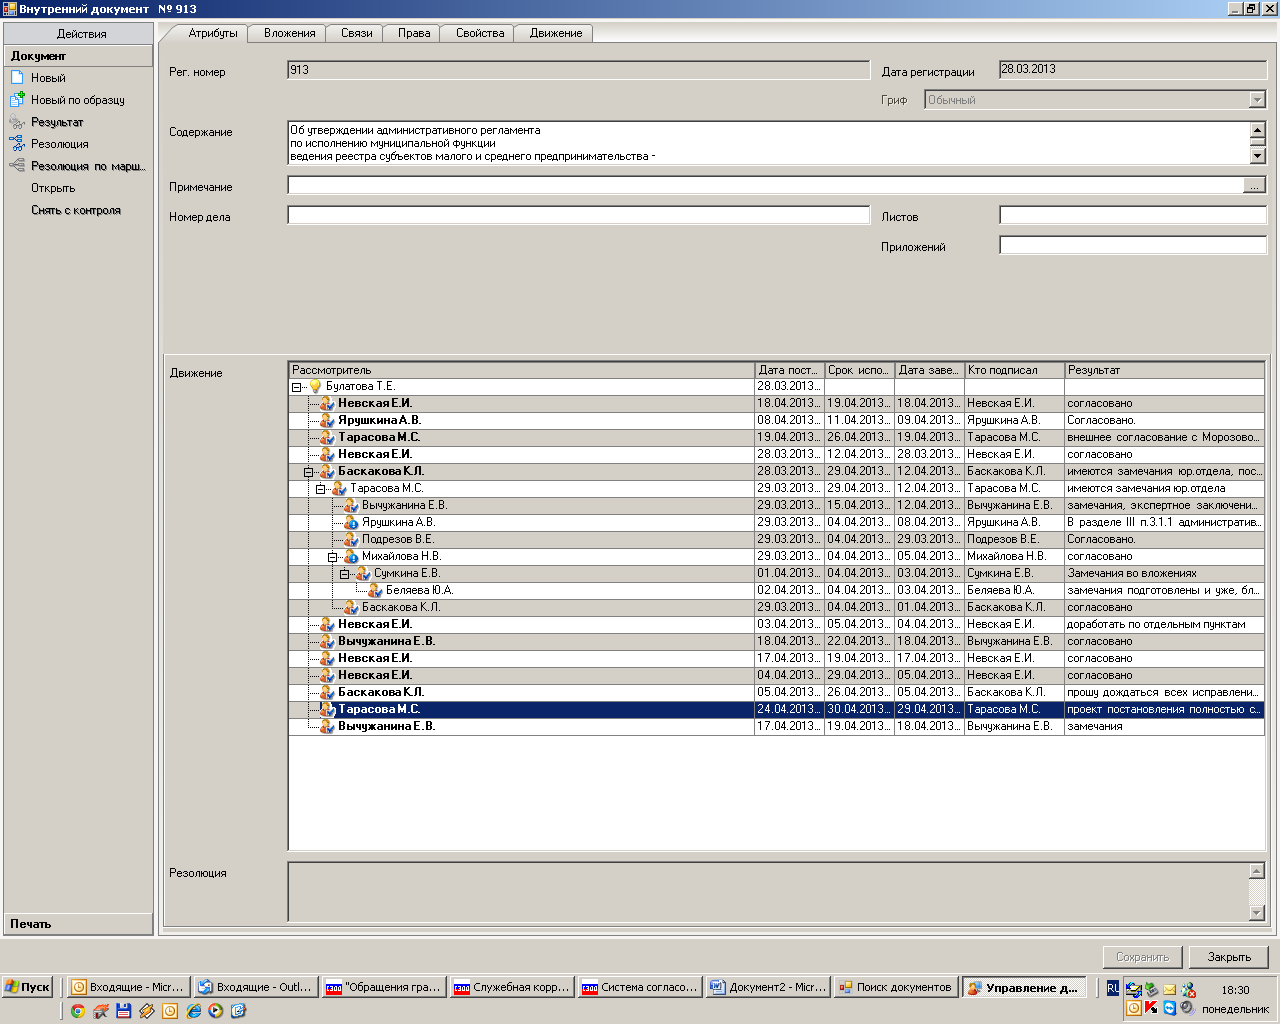 Внутренний документ № 913
Действия
Документ
Новый
Новый по образцу
Результат
Резолюция
Резолюция по марш...
Открыть
Снять с контроля
Печать
Атрибуты Вложения Связи Права Свойства Движение
Рег. номер 913 Дата регистрации 28.03.2013
Гриф Обычный
Содержание Об утверждении административного регламента
по исполнению муниципальной функции
ведения реестра субъектов малого и среднего предпринимательства -
Примечание ...
Номер дела Листов
Приложений
Движение
Рассмотритель Дата пост... Срок испо... Дата заве... Кто подписал Результат
Булатова Т.Е. 28.03.2013...
Невская Е.И. 18.04.2013... 19.04.2013... 18.04.2013... Невская Е.И. согласовано
Ярушкина А.В. 08.04.2013... 11.04.2013... 09.04.2013... Ярушкина А.В. Согласовано.
Тарасова М.С. 19.04.2013... 26.04.2013... 19.04.2013... Тарасова М.С. внешнее согласование с Морозово...
Невская Е.И. 28.03.2013... 12.04.2013... 28.03.2013... Невская Е.И. согласовано
Баскакова К.Л. 28.03.2013... 29.04.2013... 12.04.2013... Баскакова К.Л. имеются замечания юр.отдела, пос...
Тарасова М.С. 29.03.2013... 29.04.2013... 12.04.2013... Тарасова М.С. имеются замечания юр.отдела
Вычужанина Е.В. 29.03.2013... 15.04.2013... 12.04.2013... Вычужанина Е.В. замечания, экспертное заключени...
Ярушкина А.В. 29.03.2013... 04.04.2013... 08.04.2013... Ярушкина А.В. В разделе III п.3.1.1 административ...
Подрезов В.Е. 29.03.2013... 04.04.2013... 29.03.2013... Подрезов В.Е. Согласовано.
Михайлова Н.В. 29.03.2013... 04.04.2013... 05.04.2013... Михайлова Н.В. согласовано
Сумкина Е.В. 01.04.2013... 04.04.2013... 03.04.2013... Сумкина Е.В. Замечания во вложениях
Беляева Ю.А. 02.04.2013... 04.04.2013... 03.04.2013... Беляева Ю.А. замечания подготовлены и уже, бл...
Баскакова К.Л. 29.03.2013... 04.04.2013... 01.04.2013... Баскакова К.Л. согласовано
Невская Е.И. 03.04.2013... 05.04.2013... 04.04.2013... Невская Е.И. доработать по отдельным пунктам
Вычужанина Е.В. 18.04.2013... 22.04.2013... 18.04.2013... Вычужанина Е.В. согласовано
Невская Е.И. 17.04.2013... 19.04.2013... 17.04.2013... Невская Е.И. согласовано
Невская Е.И. 04.04.2013... 29.04.2013... 05.04.2013... Невская Е.И. согласовано
Баскакова К.Л. 05.04.2013... 26.04.2013... 05.04.2013... Баскакова К.Л. прошу дождаться всех исправлени...
Тарасова М.С. 24.04.2013... 30.04.2013... 29.04.2013... Тарасова М.С. проект постановления полностью с...
Вычужанина Е.В. 17.04.2013... 19.04.2013... 18.04.2013... Вычужанина Е.В. замечания
Резолюция
Сохранить Закрыть
Пуск Входящие - Micr... Входящие - Outl... "Обращения гра... Служебная корр... Система согласо... Документ2 - Micr... Поиск документов Управление д... RU 18:30
понедельник